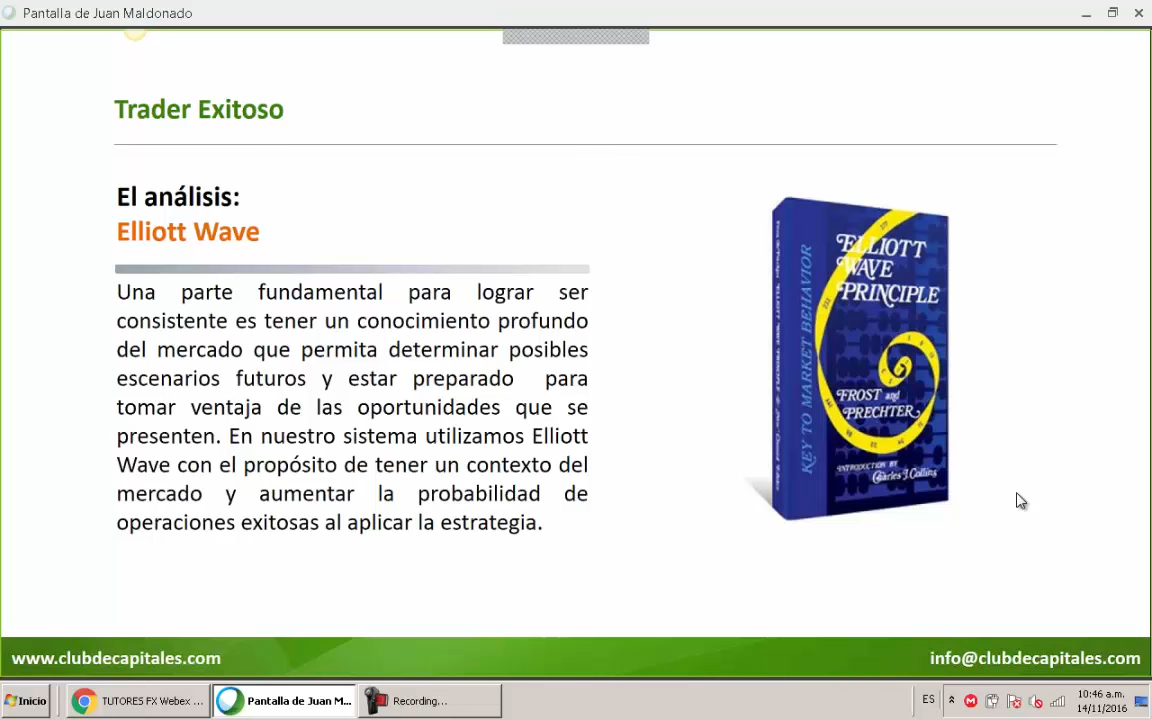 Pantalla de Juan Maldonado
Trader Exitoso
El análisis:
Elliott Wave
Una parte fundamental para lograr ser
consistente es tener un conocimiento profundo
del mercado que permita determinar posibles
escenarios futuros y estar preparado para
tomar ventaja de las oportunidades que se
presenten. En nuestro sistema utilizamos Elliott
Wave con el propósito de tener un contexto del
mercado y aumentar la probabilidad de
operaciones exitosas al aplicar la estrategia.
KEY TO MARKET BEHAVIOR
ELLIOTT
WAVE
PRINCIPLE
FROST and
PRECHTER
INTRODUCTION BY
Charles J. Collins
www.clubdecapitales.com
info@clubdecapitales.com
Inicio
TUTORES FX Webex ...
Pantalla de Juan M...
Recording...
ES
10:46 a.m.
14/11/2016